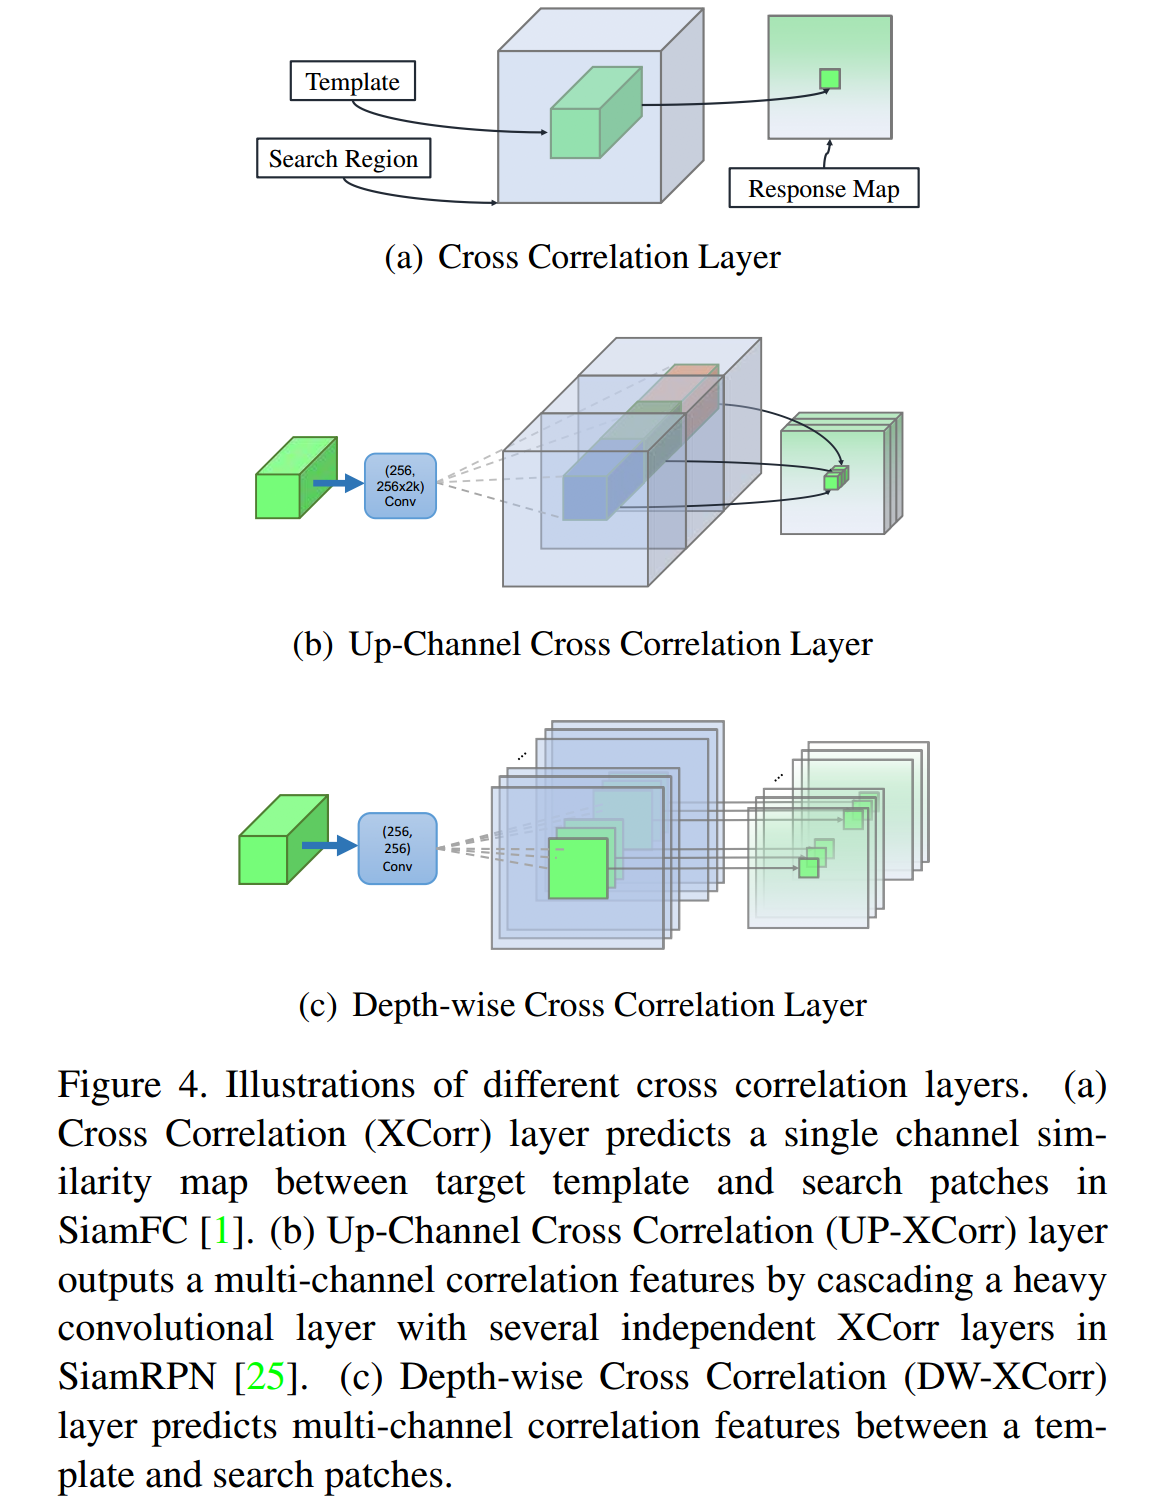 Template
Search Region
Response Map
(a) Cross Correlation Layer
(256,
256x2k)
Conv
(b) Up-Channel Cross Correlation Layer
(256,
256)
Conv
(c) Depth-wise Cross Correlation Layer
Figure 4. Illustrations of different cross correlation layers. (a)
Cross Correlation (XCorr) layer predicts a single channel sim-
ilarity map between target template and search patches in
SiamFC [1]. (b) Up-Channel Cross Correlation (UP-XCorr) layer
outputs a multi-channel correlation features by cascading a heavy
convolutional layer with several independent XCorr layers in
SiamRPN [25]. (c) Depth-wise Cross Correlation (DW-XCorr)
layer predicts multi-channel correlation features between a tem-
plate and search patches.